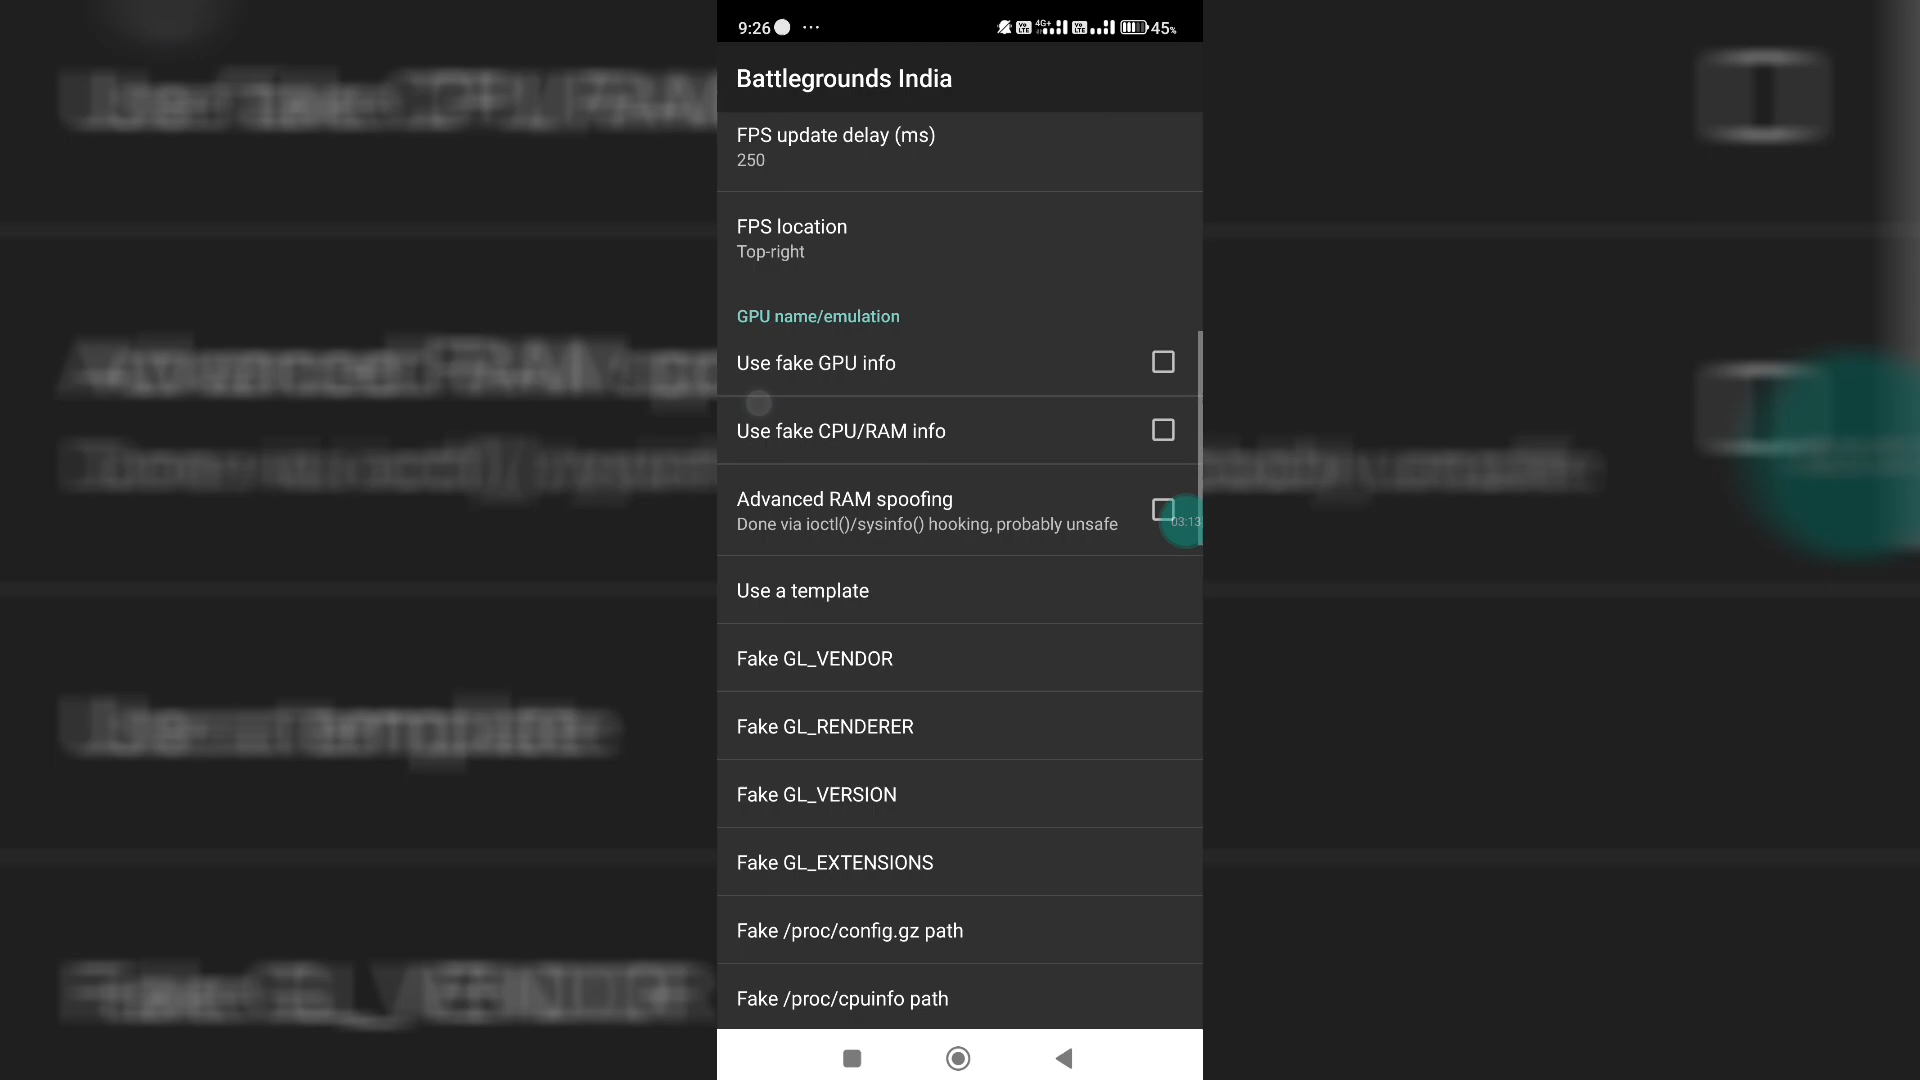 9:26 ...
4G+
45%
Battlegrounds India
FPS update delay (ms)
250
FPS location
Top-right
GPU name/emulation
Use fake GPU info
Use fake CPU/RAM info
Advanced RAM spoofing
Done via ioctl()/sysinfo() hooking, probably unsafe
03:13
Use a template
Fake GL_VENDOR
Fake GL_RENDERER
Fake GL_VERSION
Fake GL_EXTENSIONS
Fake /proc/config.gz path
Fake /proc/cpuinfo path